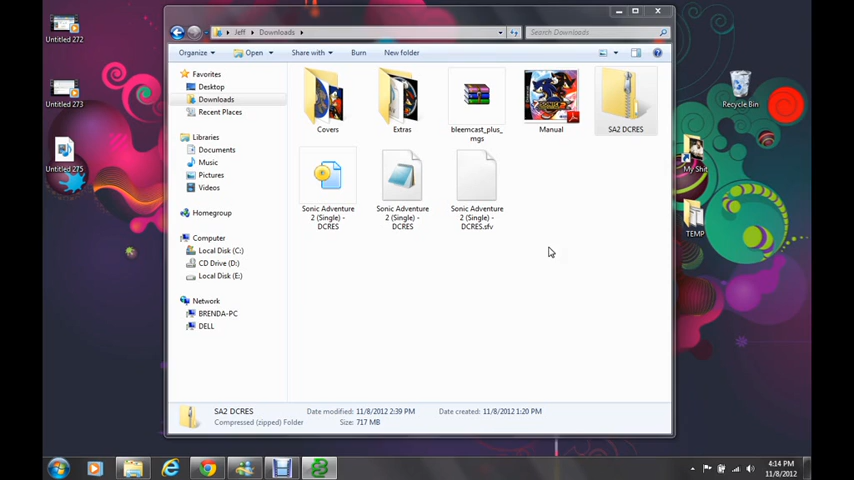 Untitled 272
Untitled 273
Untitled 275
Jeff ▸ Downloads ▸
Search Downloads
Organize ▾
Open ▾
Share with ▾
Burn
New folder
Favorites
Desktop
Downloads
Recent Places
Libraries
Documents
Music
Pictures
Videos
Homegroup
Computer
Local Disk (C:)
CD Drive (D:)
Local Disk (E:)
Network
BRENDA-PC
DELL
Covers
Extras
bleemcast_plus_
mgs
Manual
SA2 DCRES
Sonic Adventure
2 (Single) -
DCRES
Sonic Adventure
2 (Single) -
DCRES
Sonic Adventure
2 (Single) -
DCRES.sfv
SA2 DCRES
Date modified: 11/8/2012 2:39 PM
Date created: 11/8/2012 1:20 PM
Compressed (zipped) Folder
Size: 717 MB
Recycle Bin
My Shit
TEMP
4:14 PM
11/8/2012